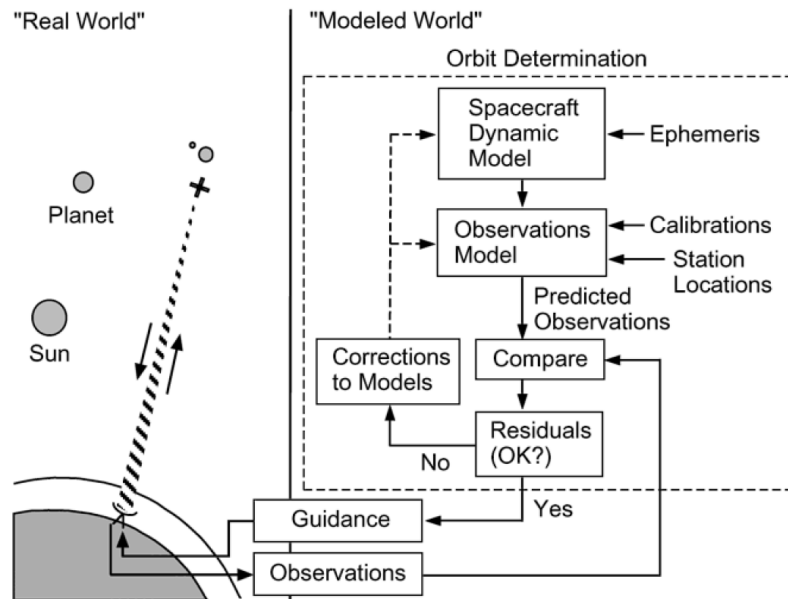 "Real World"
"Modeled World"
Orbit Determination
Spacecraft
Dynamic
Model
Ephemeris
Planet
Observations
Model
Calibrations
Station
Locations
Predicted
Observations
Sun
Corrections
to Models
Compare
Residuals
(OK?)
No
Yes
Guidance
Observations